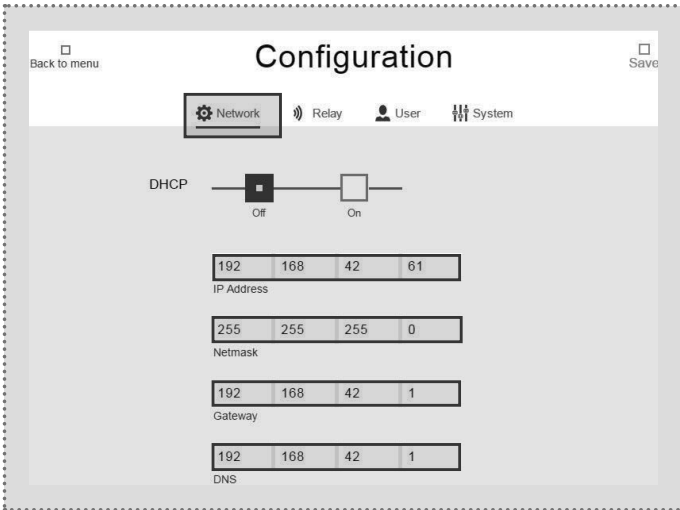 Back to menu
Configuration
Save
Network Relay User System
DHCP
Off On
192 168 42 61
IP Address
255 255 255 0
Netmask
192 168 42 1
Gateway
192 168 42 1
DNS